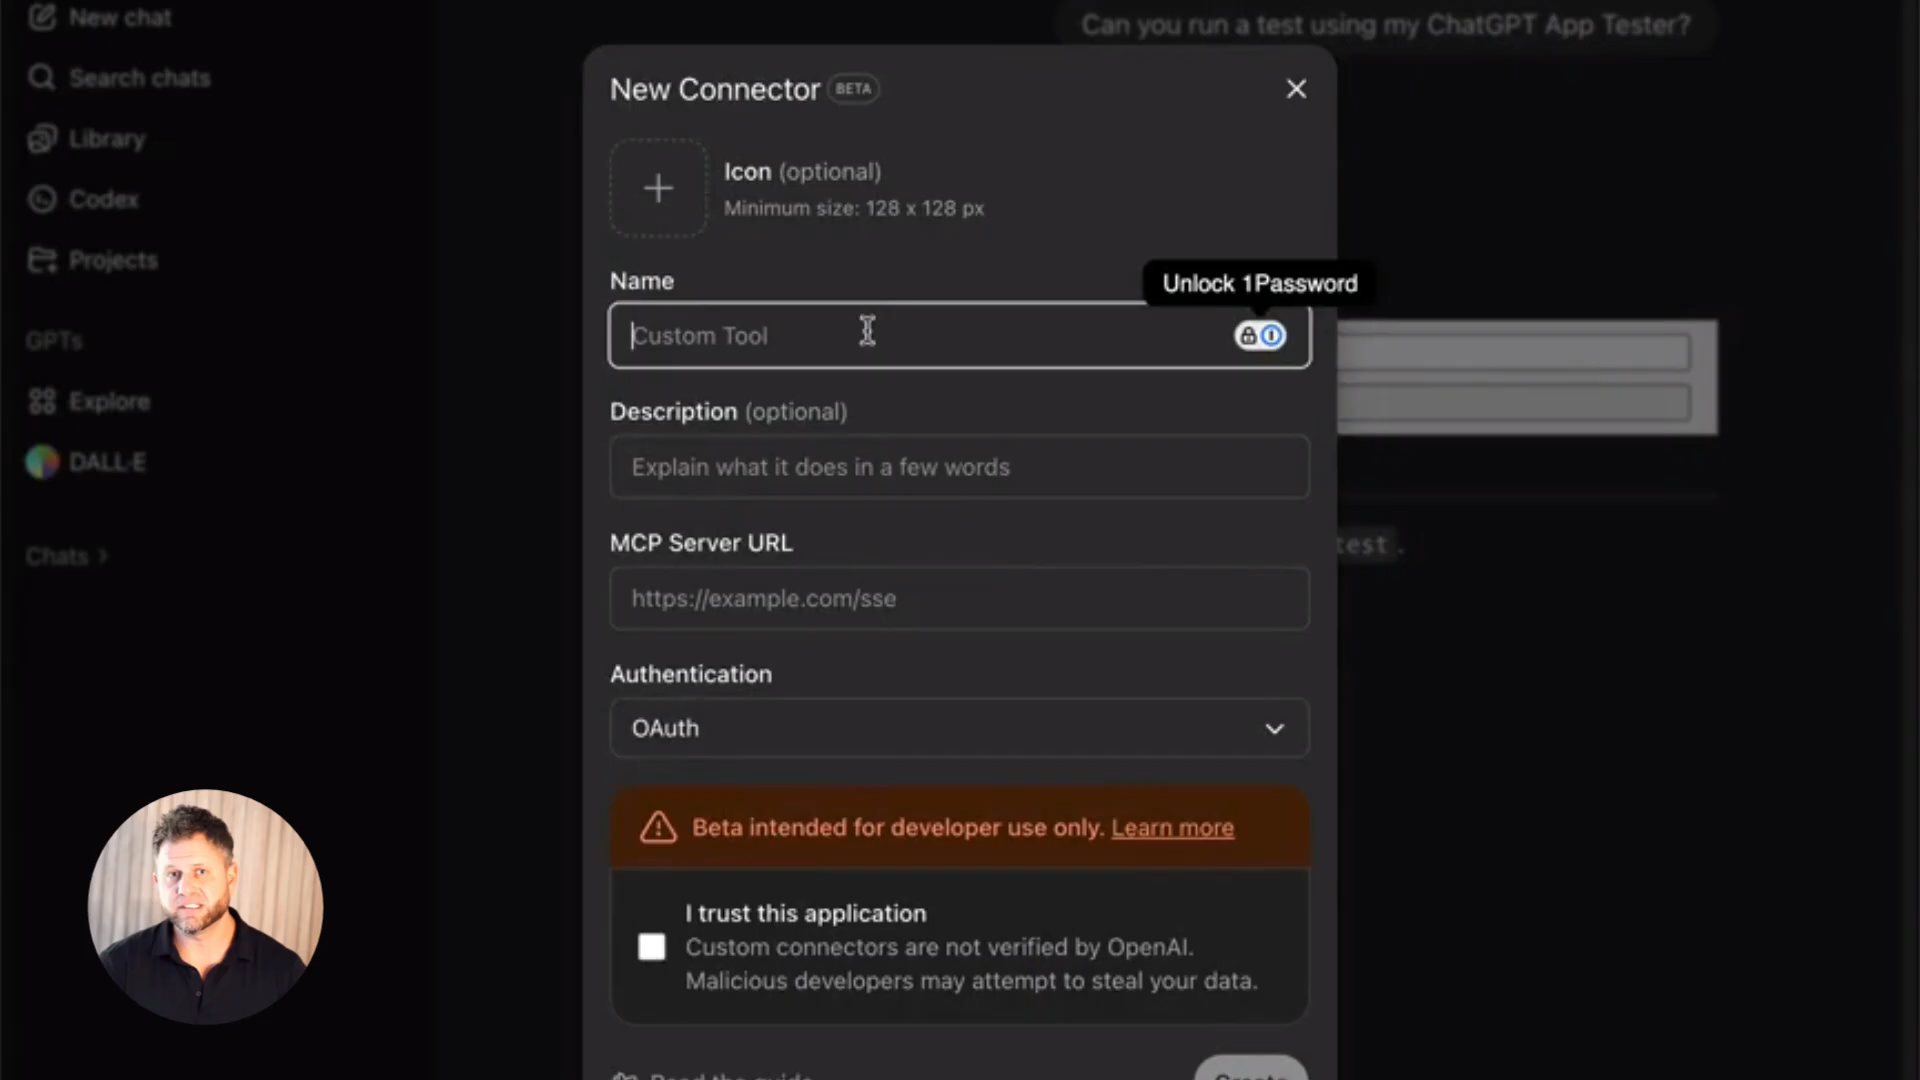 New chat
Search chats
Library
Codex
Projects
GPTs
Explore
DALL·E
Chats >
Can you run a test using my ChatGPT App Tester?
New Connector BETA
Icon (optional)
Minimum size: 128 x 128 px
Name
Unlock 1Password
Custom Tool
Description (optional)
Explain what it does in a few words
MCP Server URL
https://example.com/sse
Authentication
OAuth
Beta intended for developer use only. Learn more
I trust this application
Custom connectors are not verified by OpenAI.
Malicious developers may attempt to steal your data.
test.
Read the guide
Create